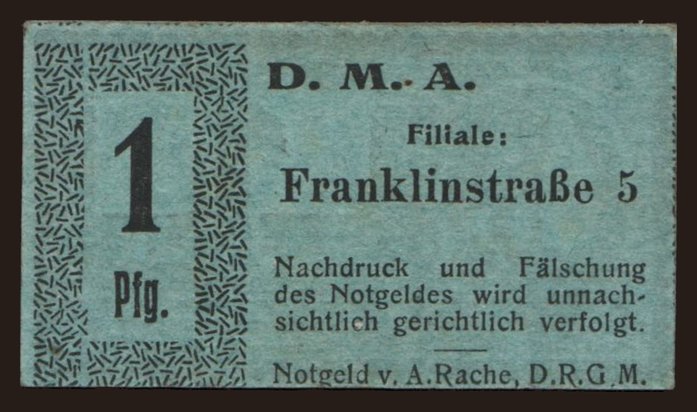 1
Pfg.
D. M. A.
Filiale:
Franklinstraße 5
Nachdruck und Fälschung
des Notgeldes wird unnach-
sichtlich gerichtlich verfolgt.
Notgeld v. A.Rache, D.R.G.M.